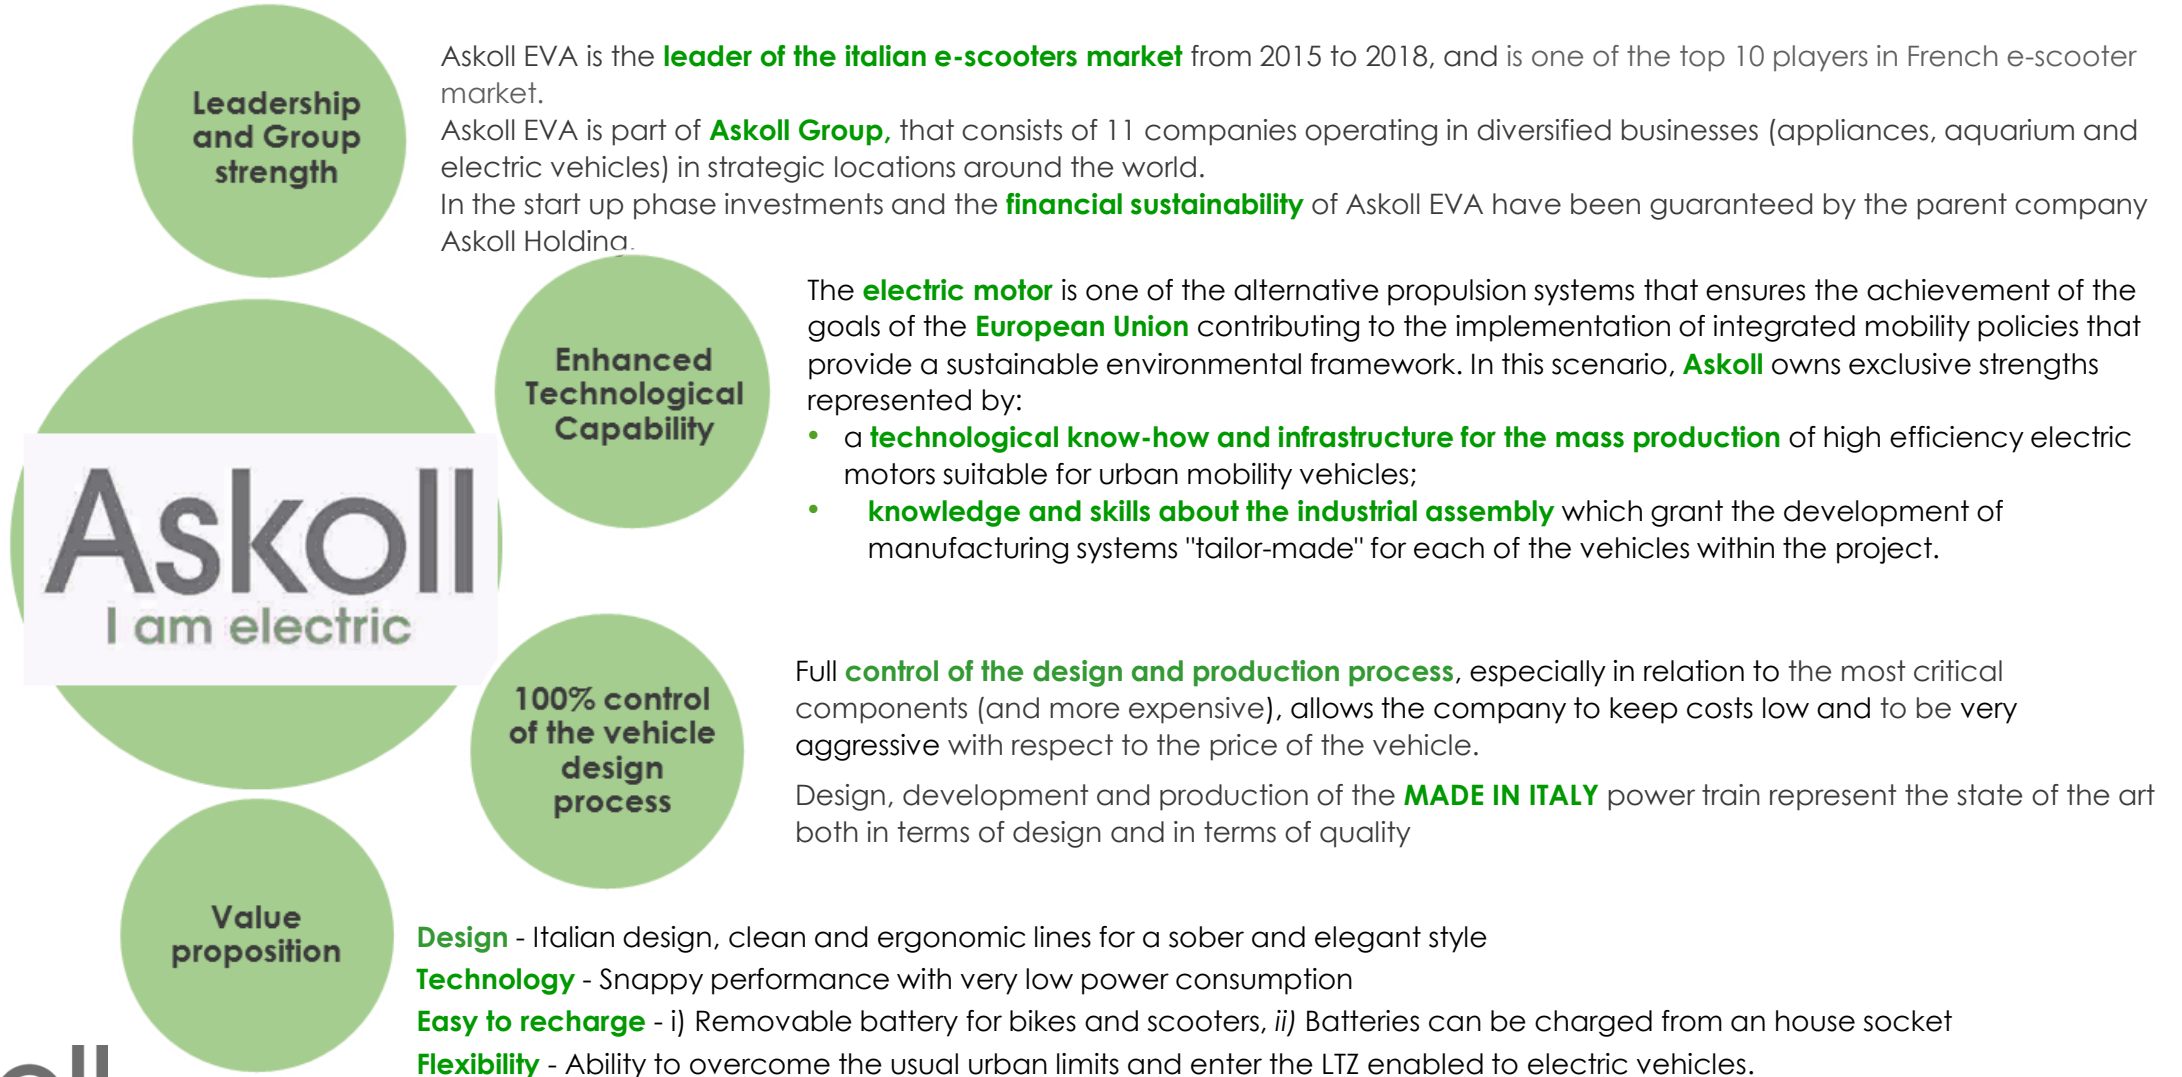 Leadership
and Group
strength
Askoll EVA is the leader of the italian e-scooters market from 2015 to 2018, and is one of the top 10 players in French e-scooter
market.
Askoll EVA is part of Askoll Group, that consists of 11 companies operating in diversified businesses (appliances, aquarium and
electric vehicles) in strategic locations around the world.
In the start up phase investments and the financial sustainability of Askoll EVA have been guaranteed by the parent company
Askoll Holding.
Enhanced
Technological
Capability
The electric motor is one of the alternative propulsion systems that ensures the achievement of the
goals of the European Union contributing to the implementation of integrated mobility policies that
provide a sustainable environmental framework. In this scenario, Askoll owns exclusive strengths
represented by:
• a technological know-how and infrastructure for the mass production of high efficiency electric
motors suitable for urban mobility vehicles;
• knowledge and skills about the industrial assembly which grant the development of
manufacturing systems "tailor-made" for each of the vehicles within the project.
Askoll
I am electric
100% control
of the vehicle
design
process
Full control of the design and production process, especially in relation to the most critical
components (and more expensive), allows the company to keep costs low and to be very
aggressive with respect to the price of the vehicle.
Design, development and production of the MADE IN ITALY power train represent the state of the art
both in terms of design and in terms of quality
Value
proposition
Design - Italian design, clean and ergonomic lines for a sober and elegant style
Technology - Snappy performance with very low power consumption
Easy to recharge - i) Removable battery for bikes and scooters, ii) Batteries can be charged from an house socket
Flexibility - Ability to overcome the usual urban limits and enter the LTZ enabled to electric vehicles.